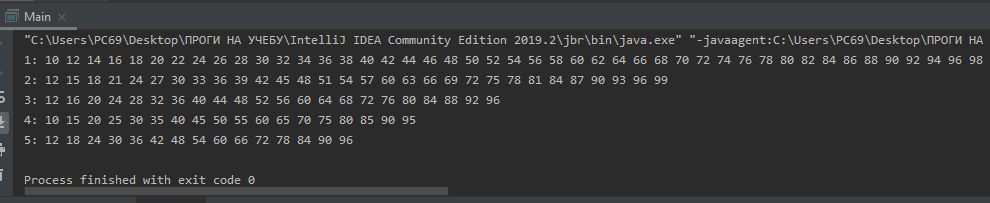 Main
"C:\Users\PC69\Desktop\ПРОГИ НА УЧЕБУ\IntelliJ IDEA Community Edition 2019.2\jbr\bin\java.exe" "-javaagent:C:\Users\PC69\Desktop\ПРОГИ НА
1: 10 12 14 16 18 20 22 24 26 28 30 32 34 36 38 40 42 44 46 48 50 52 54 56 58 60 62 64 66 68 70 72 74 76 78 80 82 84 86 88 90 92 94 96 98
2: 12 15 18 21 24 27 30 33 36 39 42 45 48 51 54 57 60 63 66 69 72 75 78 81 84 87 90 93 96 99
3: 12 16 20 24 28 32 36 40 44 48 52 56 60 64 68 72 76 80 84 88 92 96
4: 10 15 20 25 30 35 40 45 50 55 60 65 70 75 80 85 90 95
5: 12 18 24 30 36 42 48 54 60 66 72 78 84 90 96
Process finished with exit code 0